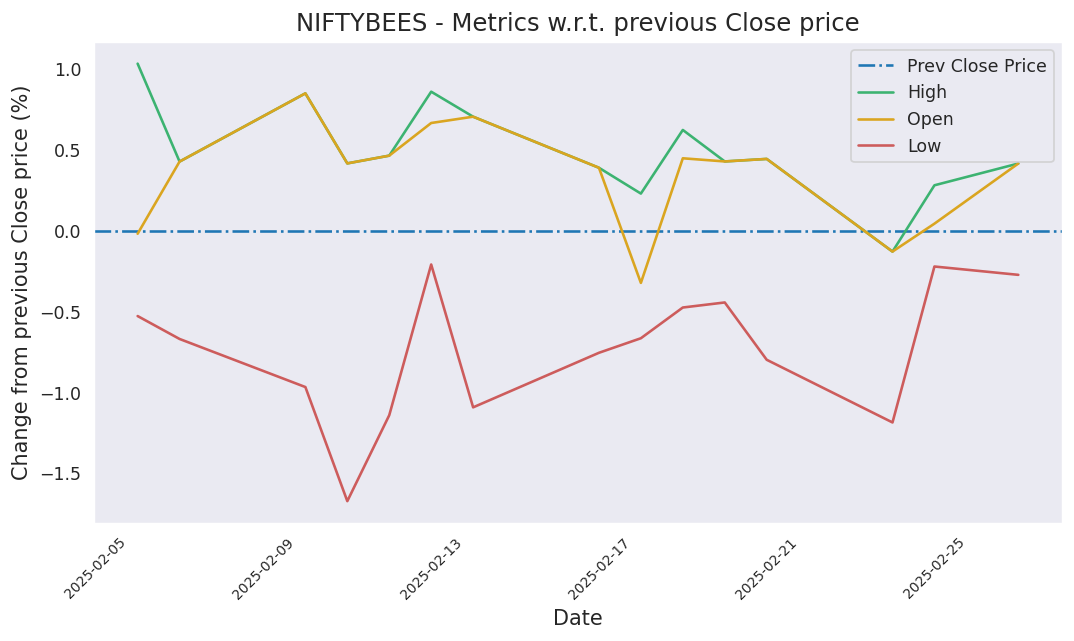 NIFTYBEES - Metrics w.r.t. previous Close price
Change from previous Close price (%)
1.0
0.5
0.0
−0.5
−1.0
−1.5
Prev Close Price
High
Open
Low
2025-02-05
2025-02-09
2025-02-13
2025-02-17
2025-02-21
2025-02-25
Date